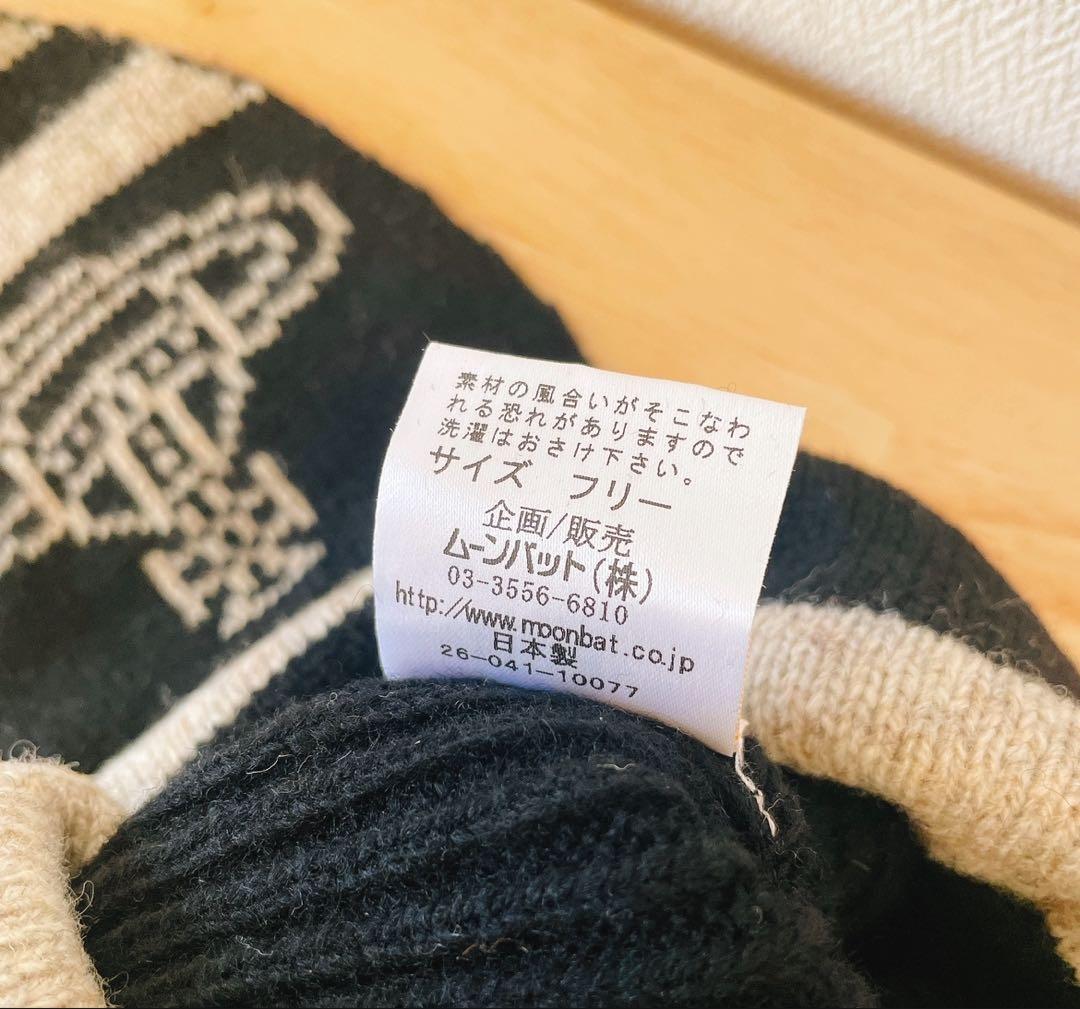 素材の風合いがそこなわ
れる恐れがありますので
洗濯はおさけ下さい。
サイズ　フリー
企画/販売
ムーンバット(株)
03-3556-6810
http://www.moonbat.co.jp
日本製
26-041-10077